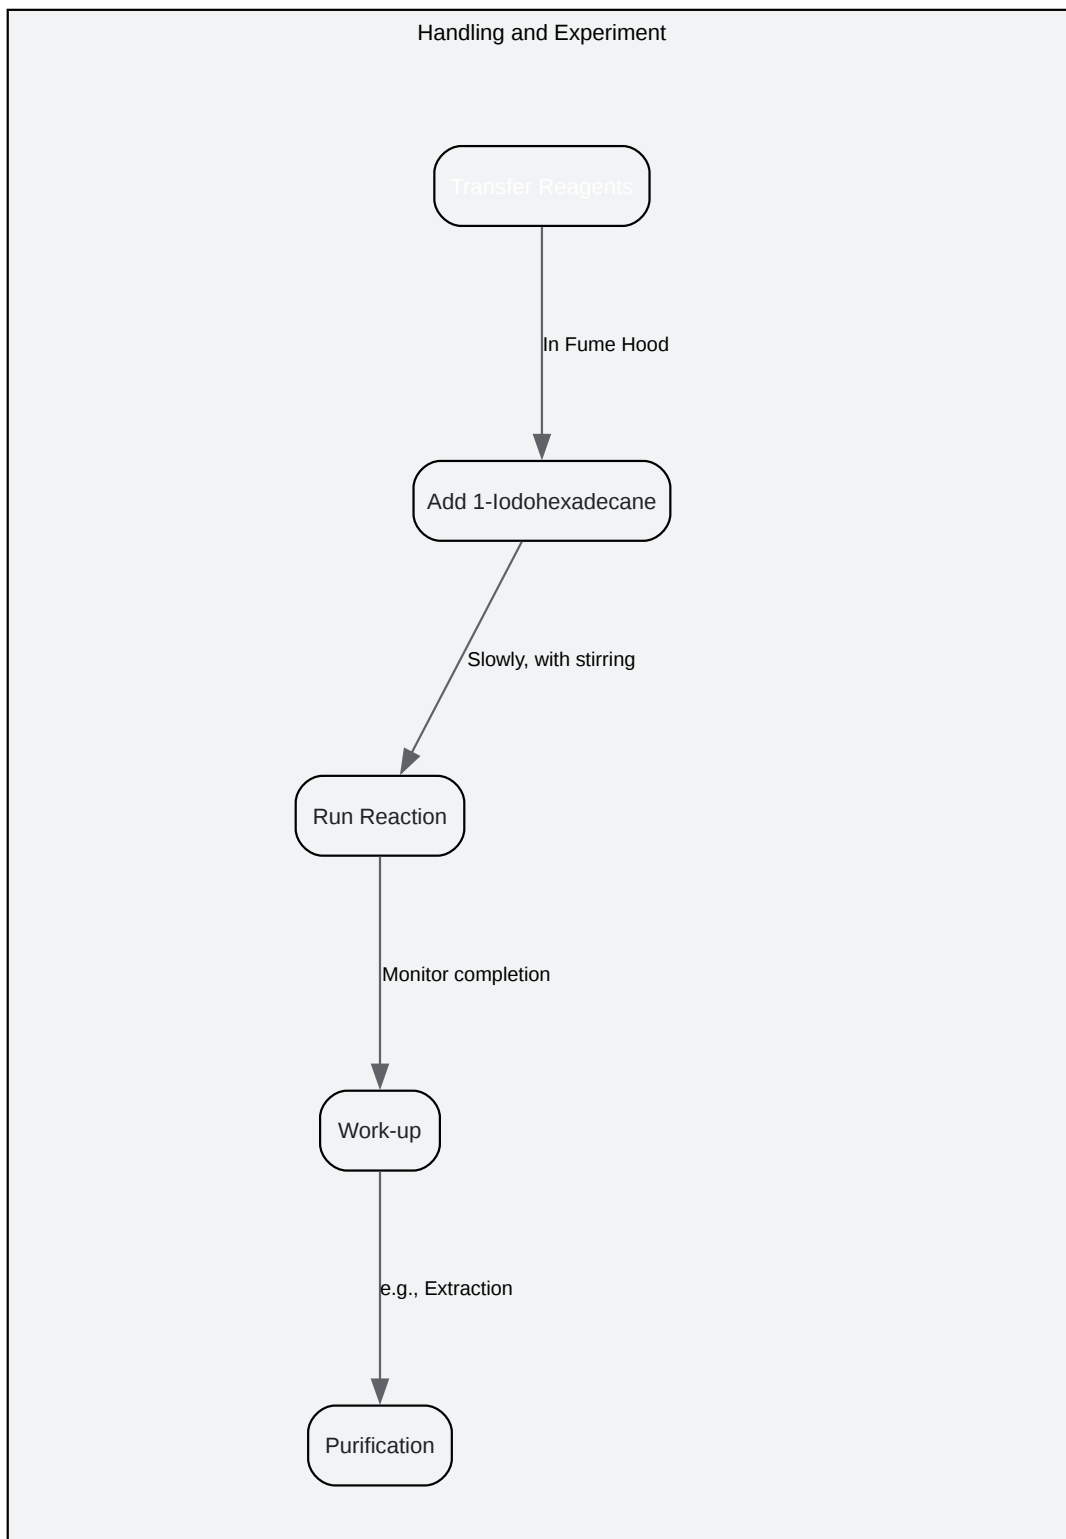 Handling and Experiment
Transfer Reagents
In Fume Hood
Add 1-Iodohexadecane
Slowly, with stirring
Run Reaction
Monitor completion
Work-up
e.g., Extraction
Purification